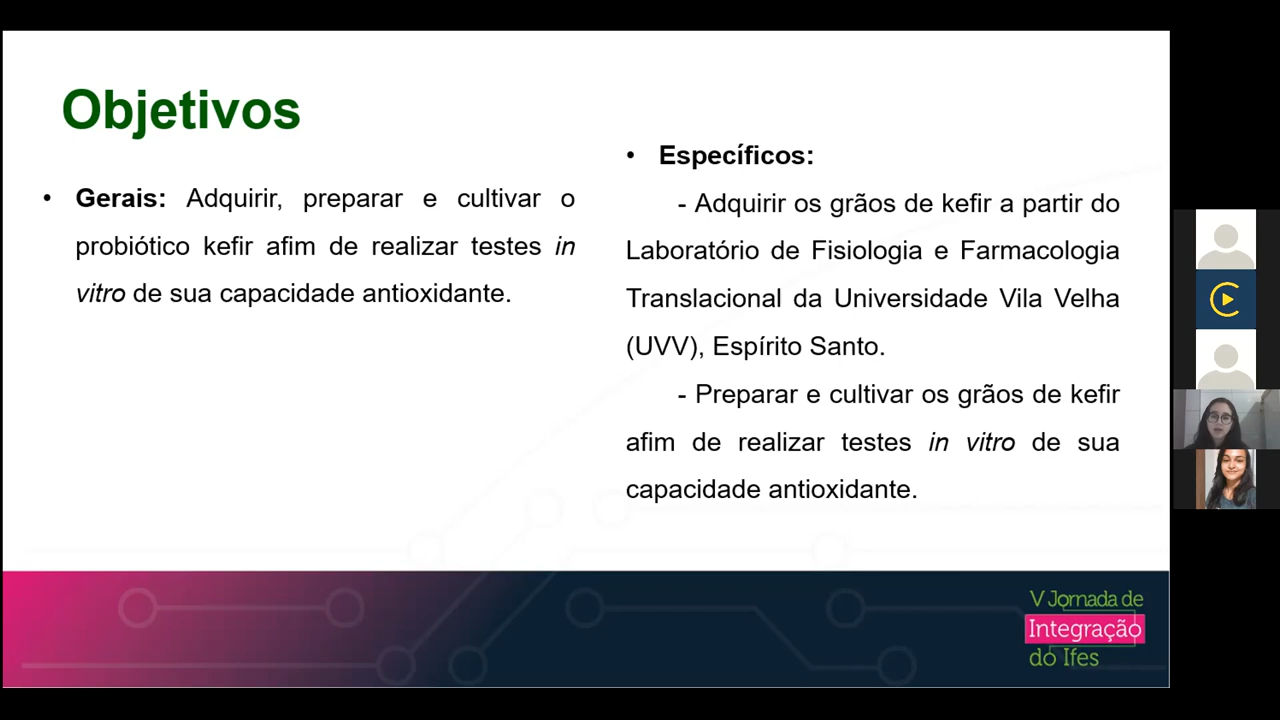 Objetivos
• Gerais: Adquirir, preparar e cultivar o
probiótico kefir afim de realizar testes in
vitro de sua capacidade antioxidante.
• Específicos:
- Adquirir os grãos de kefir a partir do
Laboratório de Fisiologia e Farmacologia
Translacional da Universidade Vila Velha
(UVV), Espírito Santo.
- Preparar e cultivar os grãos de kefir
afim de realizar testes in vitro de sua
capacidade antioxidante.
V Jornada de
Integração
do Ifes